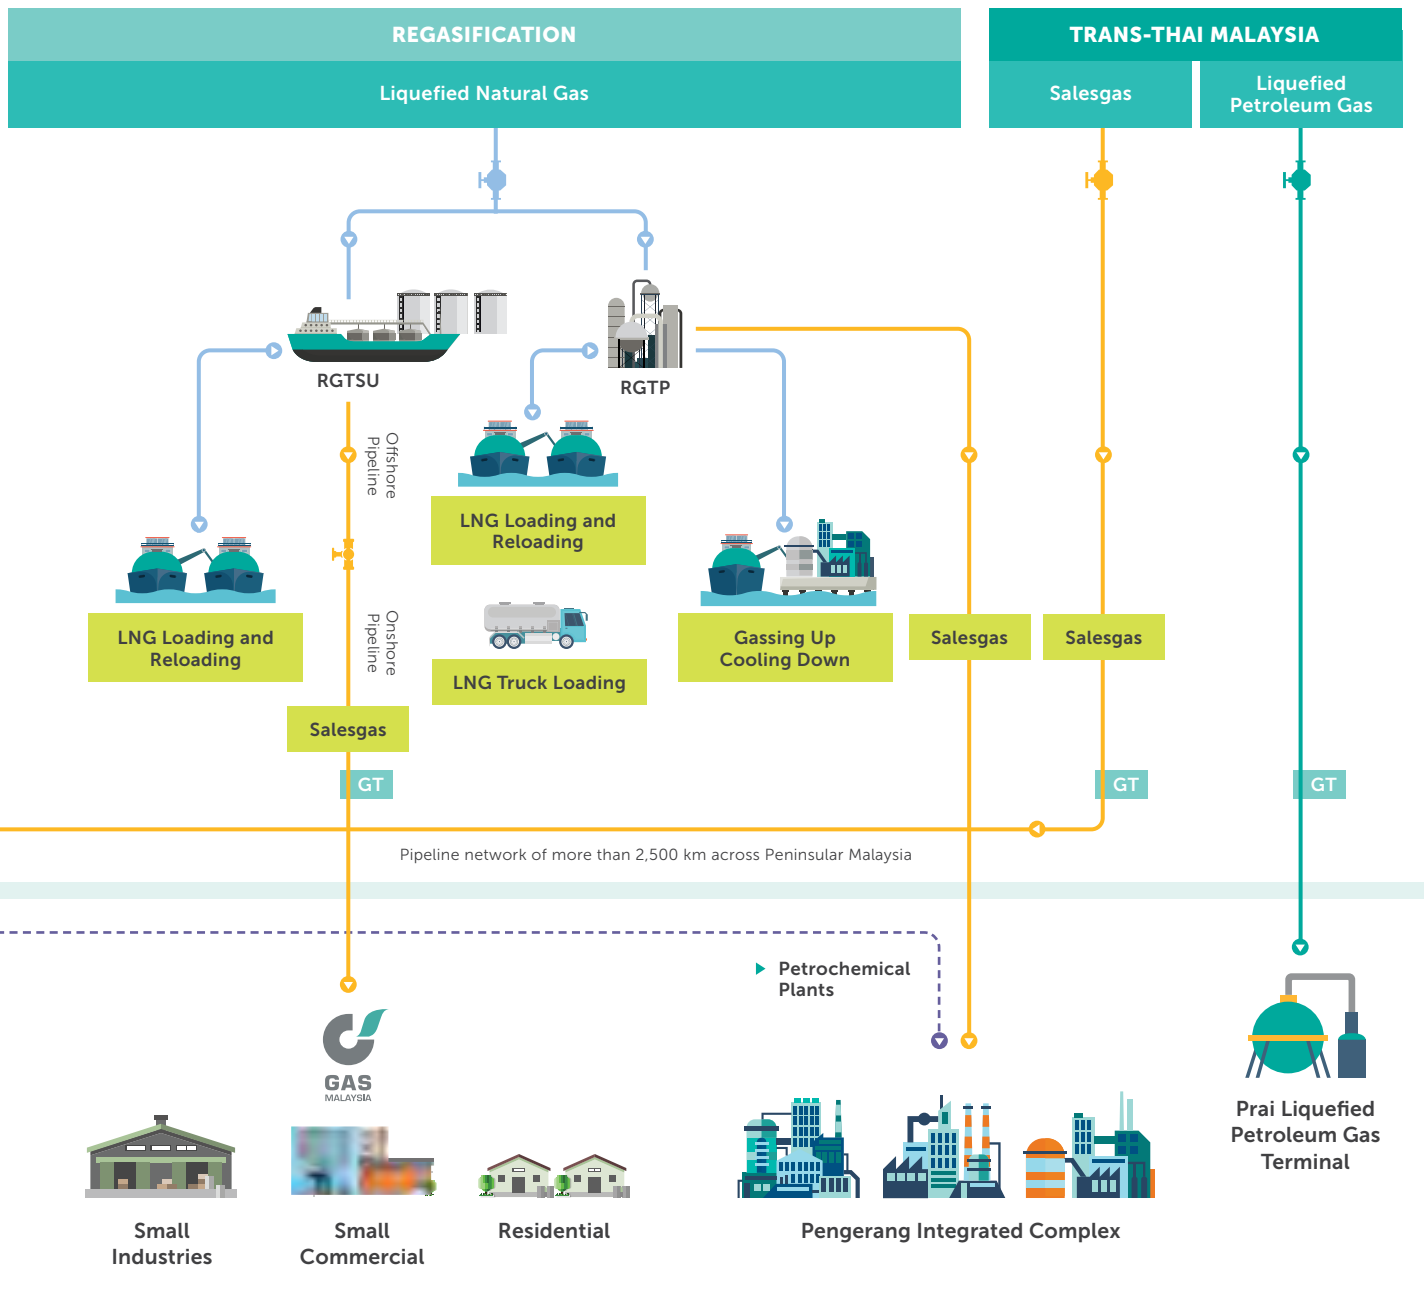 REGASIFICATION
Liquefied Natural Gas
TRANS-THAI MALAYSIA
Salesgas
Liquefied
Petroleum Gas
RGTSU
RGTP
Offshore
Pipeline
LNG Loading and
Reloading
LNG Loading and
Reloading
Onshore
Pipeline
LNG Truck Loading
Gassing Up
Cooling Down
Salesgas
Salesgas
Salesgas
GT
GT
GT
Pipeline network of more than 2,500 km across Peninsular Malaysia
Petrochemical
Plants
GAS
MALAYSIA
Prai Liquefied
Petroleum Gas
Terminal
Small
Industries
Small
Commercial
Residential
Pengerang Integrated Complex